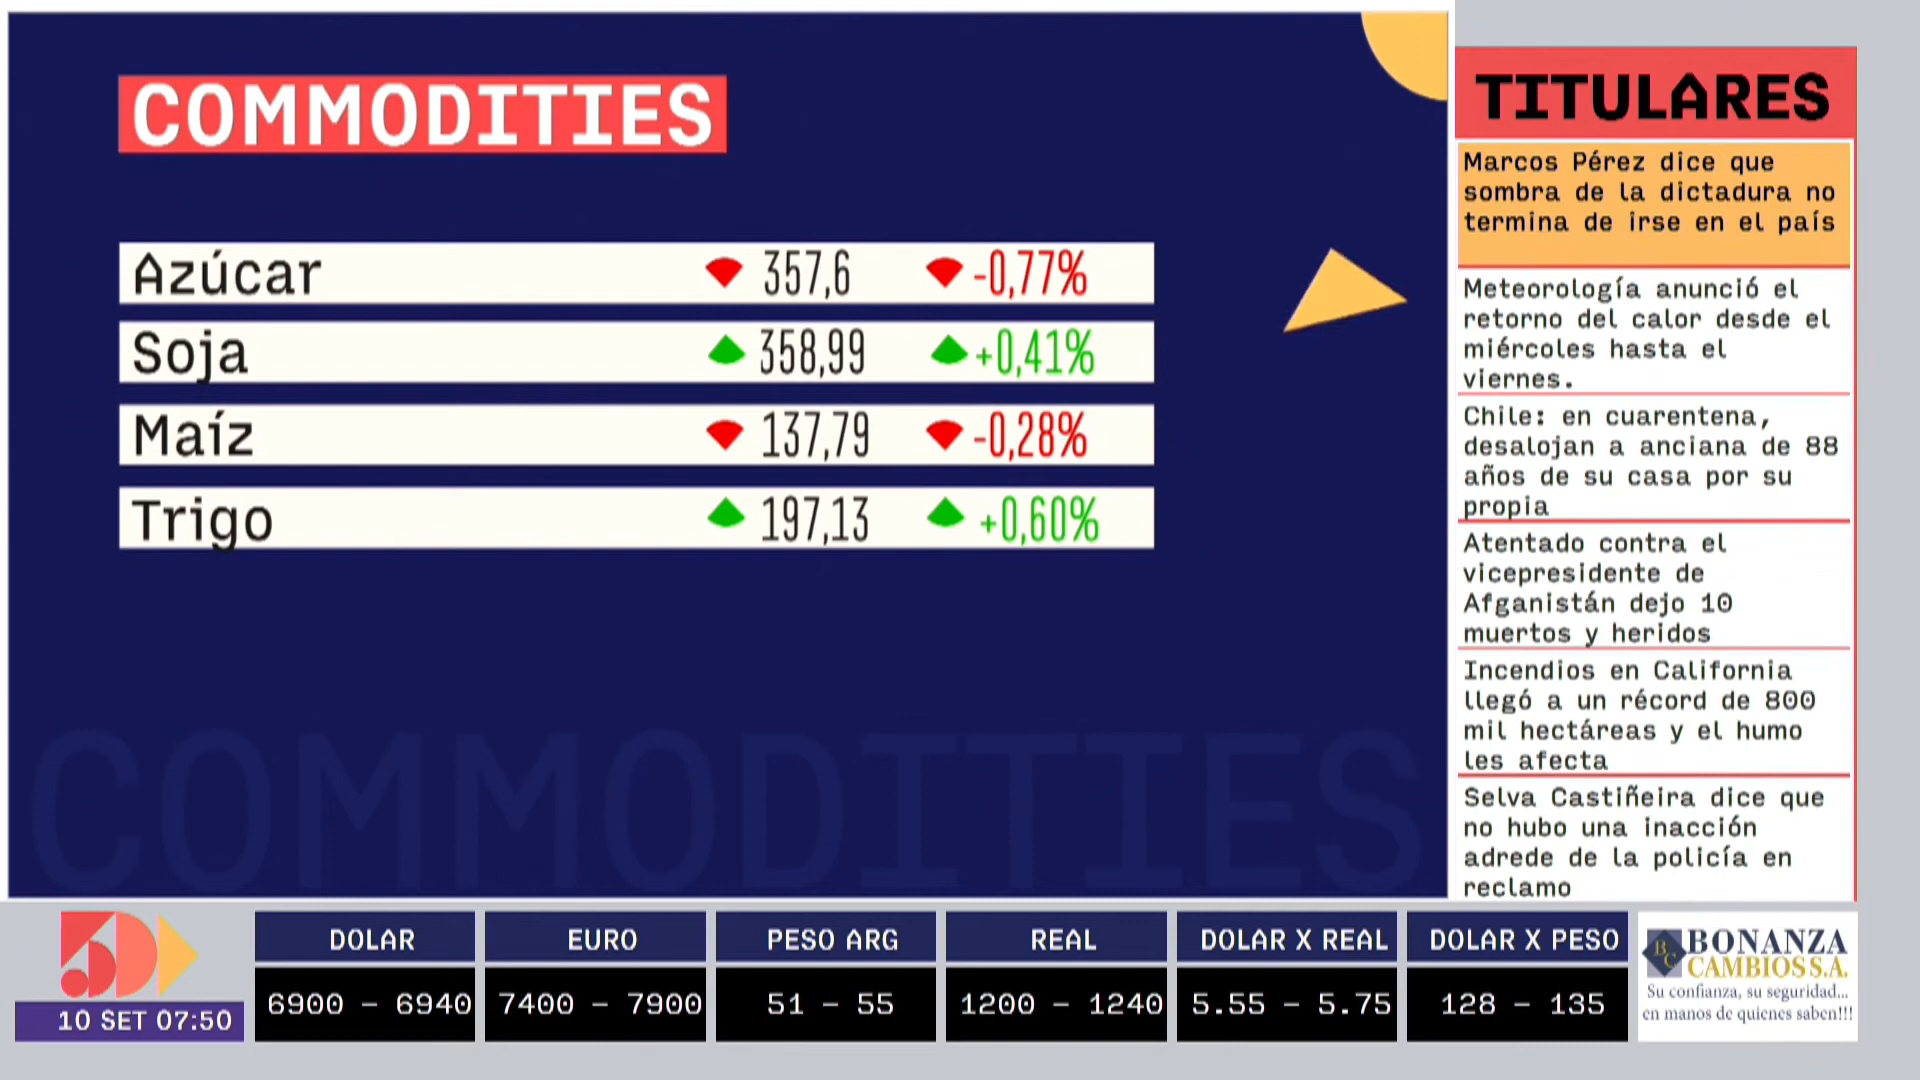 COMMODITIES
Azúcar 357,6 -0,77%
Soja 358,99 +0,41%
Maíz 137,79 -0,28%
Trigo 197,13 +0,60%
COMMODITIES
TITULARES
Marcos Pérez dice que
sombra de la dictadura no
termina de irse en el país
Meteorología anunció el
retorno del calor desde el
miércoles hasta el
viernes.
Chile: en cuarentena,
desalojan a anciana de 88
años de su casa por su
propia
Atentado contra el
vicepresidente de
Afganistán dejo 10
muertos y heridos
Incendios en California
llegó a un récord de 800
mil hectáreas y el humo
les afecta
Selva Castiñeira dice que
no hubo una inacción
adrede de la policía en
reclamo
5D
10 SET 07:50
DOLAR EURO PESO ARG REAL DOLAR X REAL DOLAR X PESO
6900 - 6940 7400 - 7900 51 - 55 1200 - 1240 5.55 - 5.75 128 - 135
BC
BONANZA
CAMBIOS S.A.
Su confianza, su seguridad...
en manos de quienes saben!!!